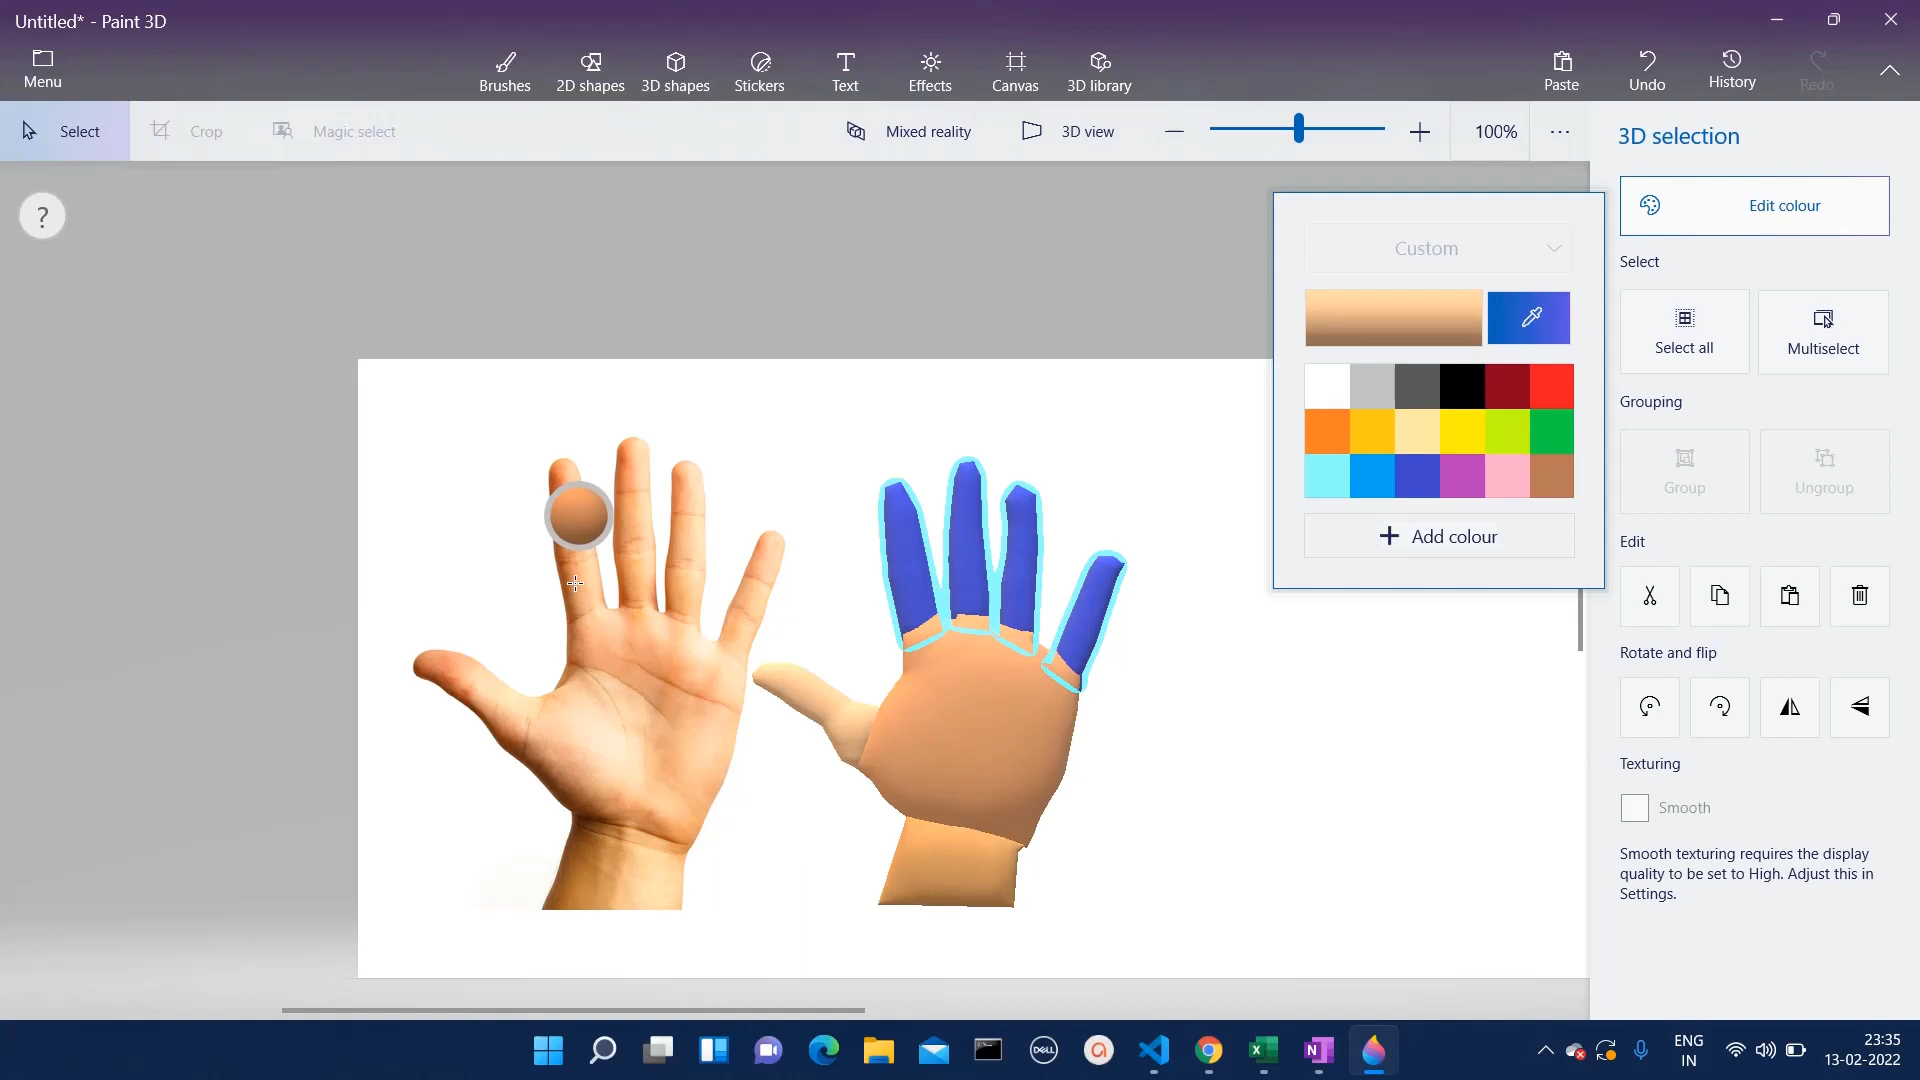 Untitled* - Paint 3D
Menu
Brushes
2D shapes
3D shapes
Stickers
Text
Effects
Canvas
3D library
Paste
Undo
History
Redo
Select
Crop
Magic select
Mixed reality
3D view
100%
3D selection
Edit colour
Custom
Select
Select all
Multiselect
Grouping
Group
Ungroup
Add colour
Edit
Rotate and flip
Texturing
Smooth
Smooth texturing requires the display
quality to be set to High. Adjust this in
Settings.
DELL
ENG
IN
23:35
13-02-2022